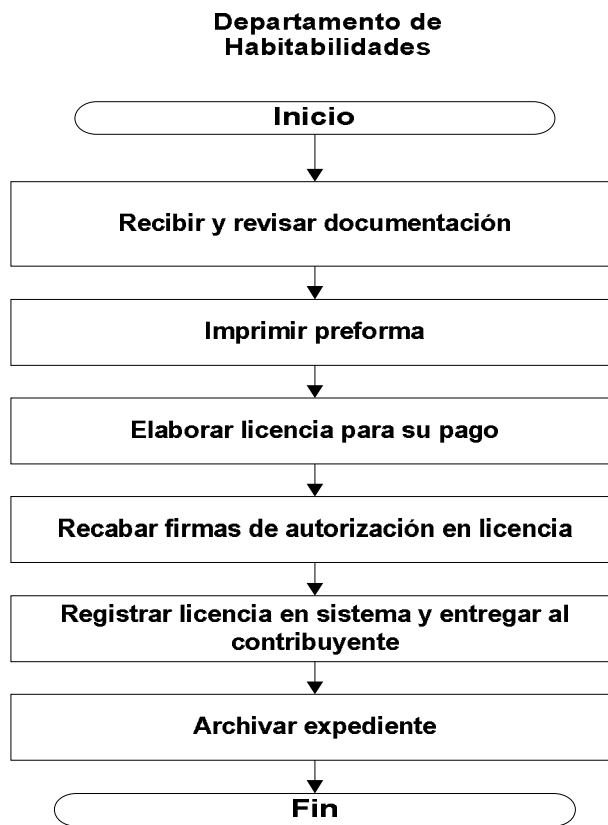 Departamento de
Habitabilidades
Inicio
Recibir y revisar documentación
Imprimir preforma
Elaborar licencia para su pago
Recabar firmas de autorización en licencia
Registrar licencia en sistema y entregar al
contribuyente
Archivar expediente
Fin